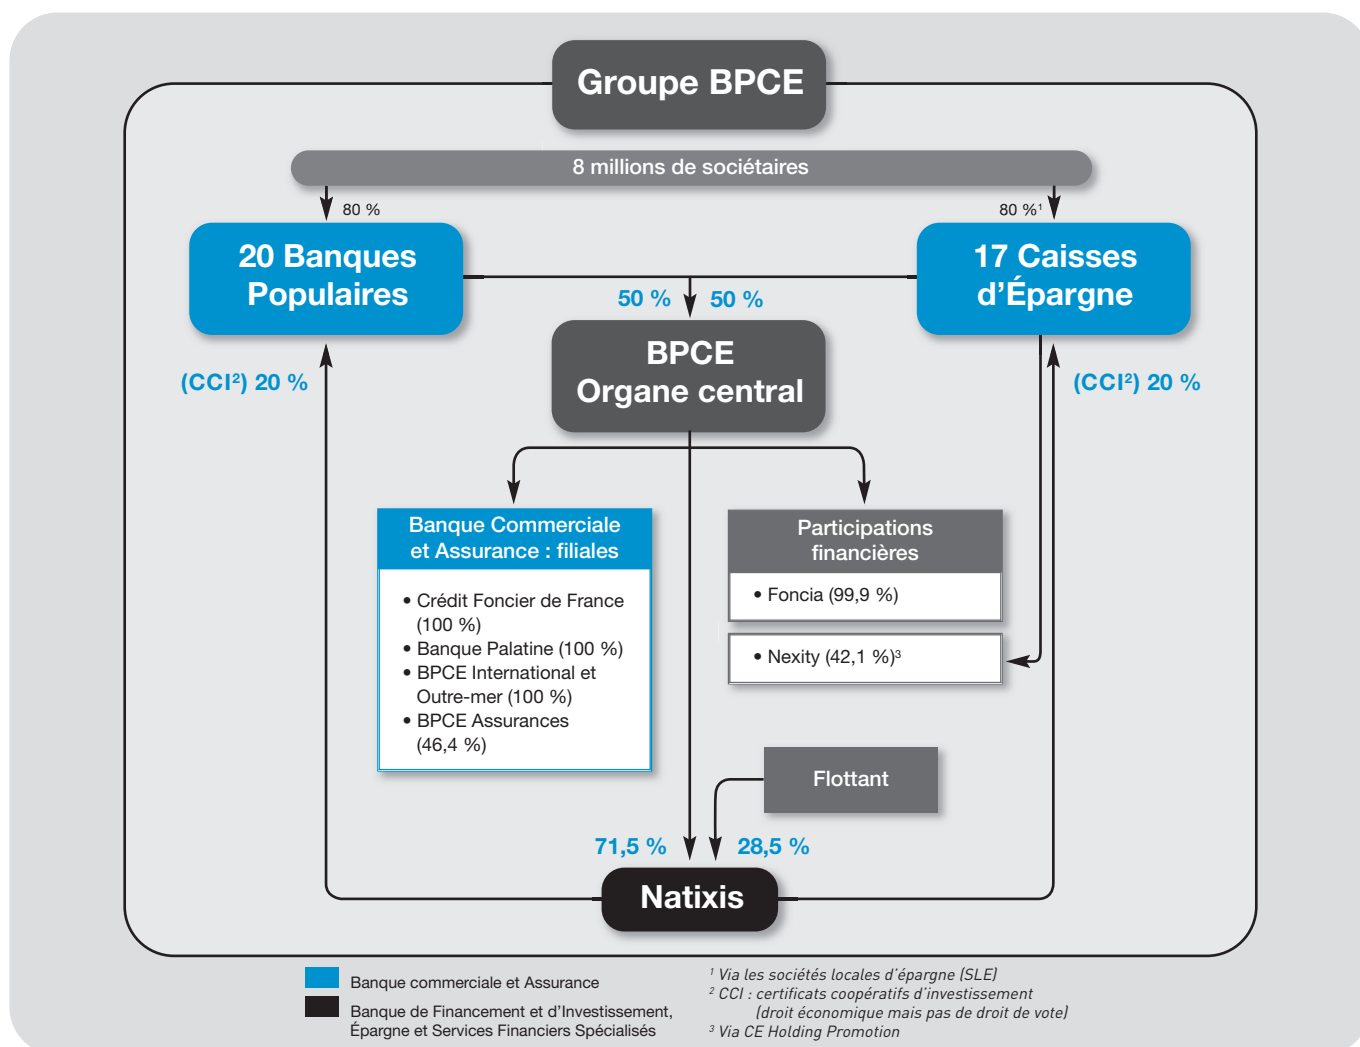 Groupe BPCE
8 millions de sociétaires
80 %
80 %¹
20 Banques
Populaires
17 Caisses
d'Épargne
50 %
50 %
BPCE
Organe central
(CCI²) 20 %
(CCI²) 20 %
Banque Commerciale
et Assurance : filiales
• Crédit Foncier de France
(100 %)
• Banque Palatine (100 %)
• BPCE International et
Outre-mer (100 %)
• BPCE Assurances
(46,4 %)
Participations
financières
• Foncia (99,9 %)
• Nexity (42,1 %)³
Flottant
71,5 %
28,5 %
Natixis
Banque commerciale et Assurance
Banque de Financement et d'Investissement,
Épargne et Services Financiers Spécialisés
¹ Via les sociétés locales d'épargne (SLE)
² CCI : certificats coopératifs d'investissement
(droit économique mais pas de droit de vote)
³ Via CE Holding Promotion